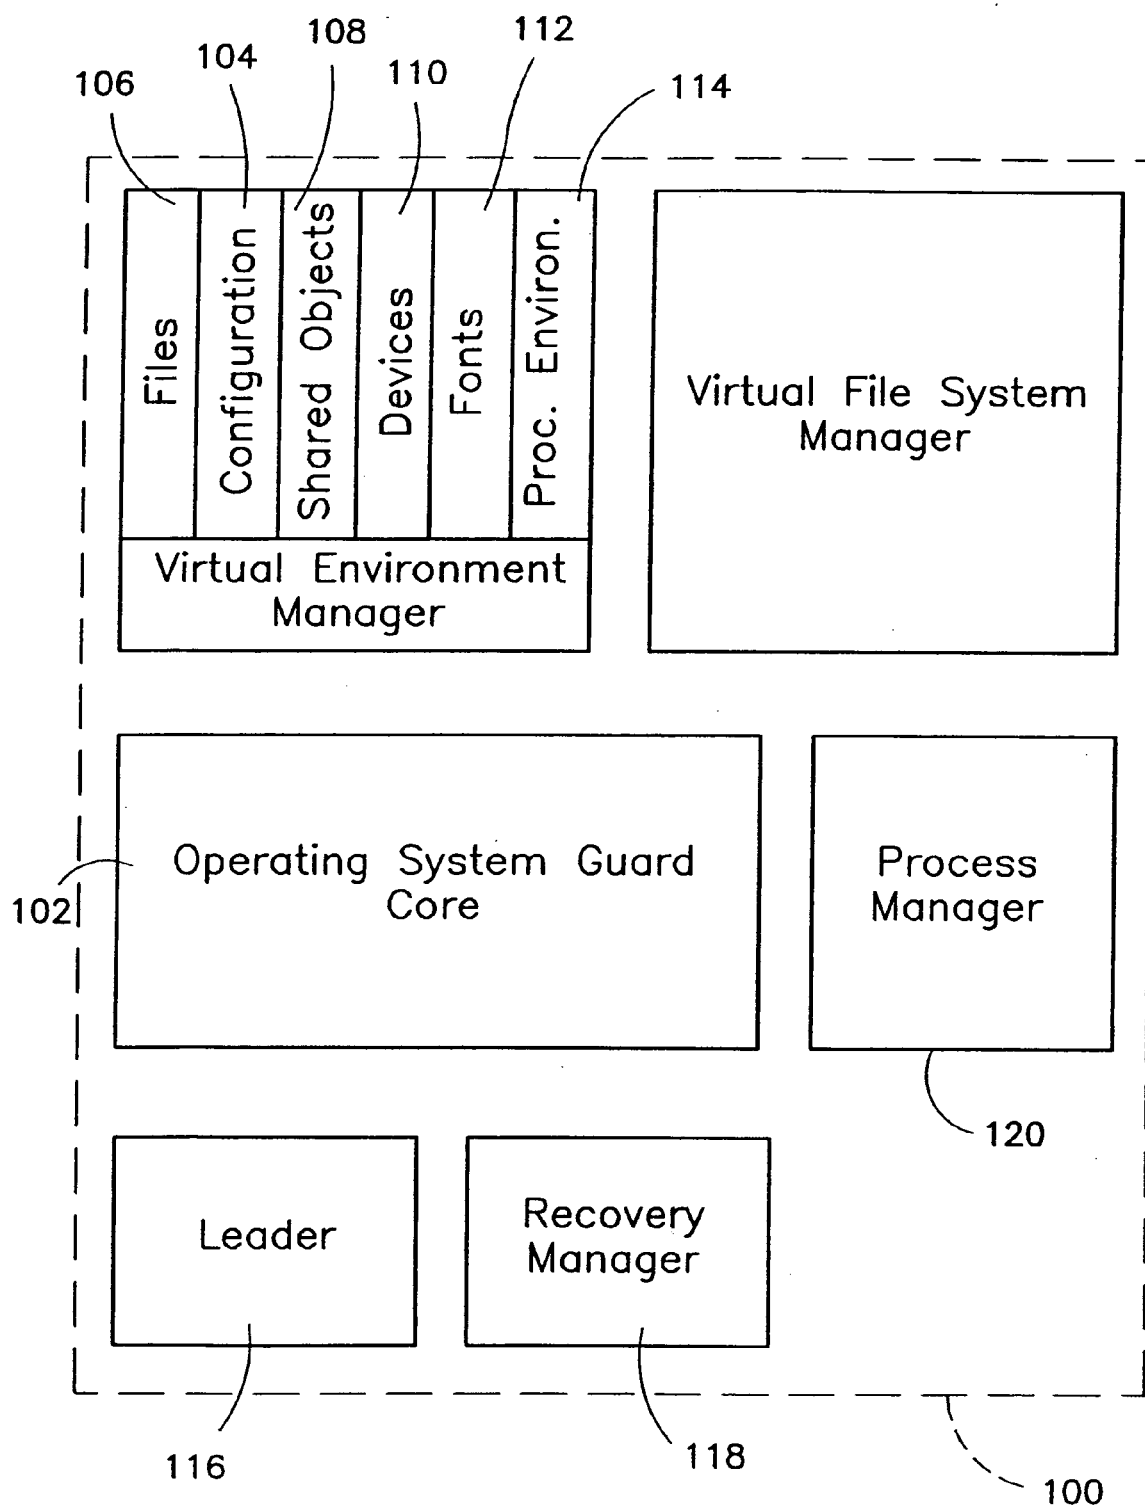 108
112
104
110
106
114
Files
Configuration
Shared Objects
Devices
Fonts
Proc. Environ.
Virtual Environment
Manager
Virtual File System
Manager
Operating System Guard
Core
102
Process
Manager
120
Leader
Recovery
Manager
116
118
100